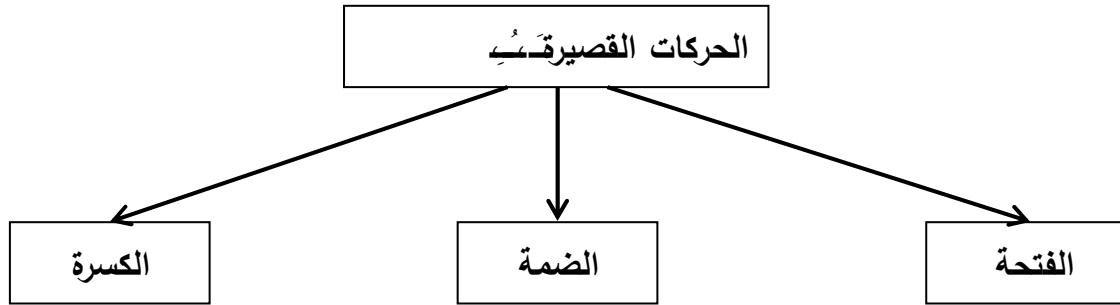 الحركات القصيرة ـَـُـِ
الفتحة
الضمة
الكسرة